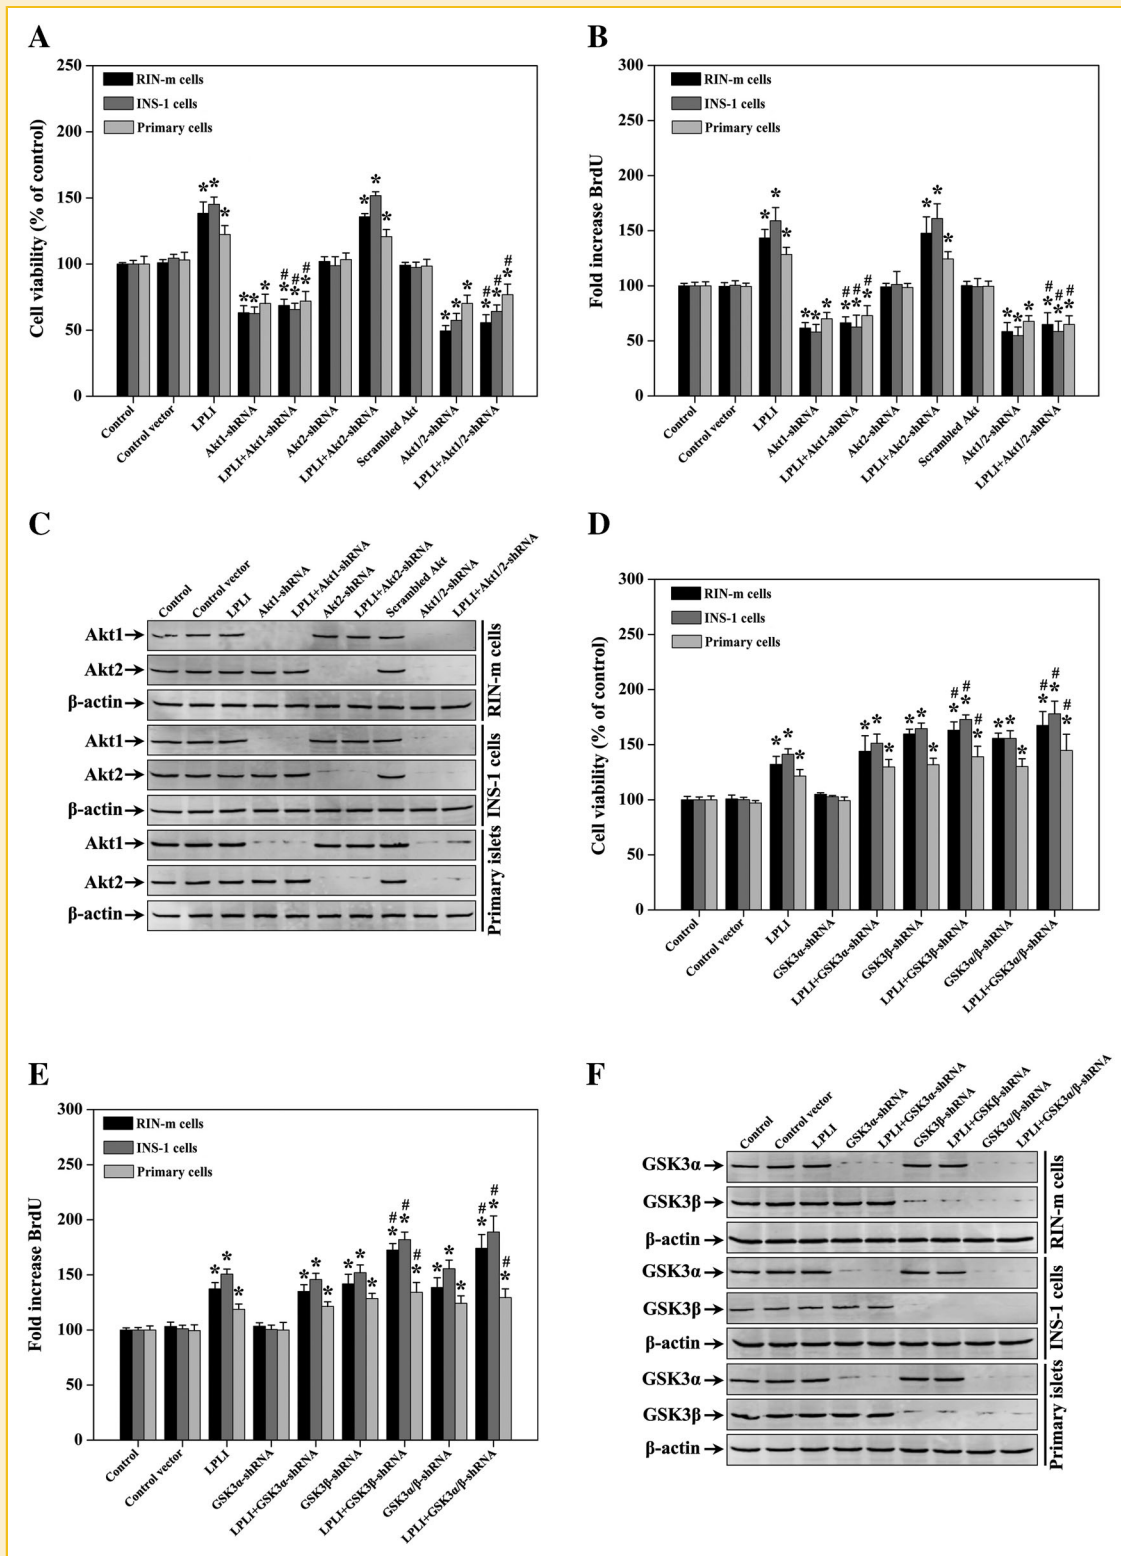 A
250
200
150
100
50
0
Cell viability (% of control)
RIN-m cells
INS-1 cells
Primary cells
* * *
* * *
# # #
* * *
* * *
* * *
# # #
* * *
Control
Control vector
LPLI
Akt1-shRNA
LPLI+Akt1-shRNA
Akt2-shRNA
LPLI+Akt2-shRNA
Scrambled Akt
Akt1/2-shRNA
LPLI+Akt1/2-shRNA
B
300
250
200
150
100
50
0
Fold increase BrdU
RIN-m cells
INS-1 cells
Primary cells
* * *
* * *
# # #
* * *
* * *
* * *
# # #
* * *
Control
Control vector
LPLI
Akt1-shRNA
LPLI+Akt1-shRNA
Akt2-shRNA
LPLI+Akt2-shRNA
Scrambled Akt
Akt1/2-shRNA
LPLI+Akt1/2-shRNA
C
Control
Control vector
LPLI
Akt1-shRNA
LPLI+Akt1-shRNA
Akt2-shRNA
LPLI+Akt2-shRNA
Scrambled Akt
Akt1/2-shRNA
LPLI+Akt1/2-shRNA
Akt1
Akt2
β-actin
RIN-m cells
Akt1
Akt2
β-actin
INS-1 cells
Akt1
Akt2
β-actin
Primary islets
D
300
250
200
150
100
50
0
Cell viability (% of control)
RIN-m cells
INS-1 cells
Primary cells
* * *
* * *
* * *
# # #
* * *
* * *
# # #
* * *
Control
Control vector
LPLI
GSK3α-shRNA
LPLI+GSK3α-shRNA
GSK3β-shRNA
LPLI+GSK3β-shRNA
GSK3α/β-shRNA
LPLI+GSK3α/β-shRNA
E
300
250
200
150
100
50
0
Fold increase BrdU
RIN-m cells
INS-1 cells
Primary cells
* * *
* * *
* * *
# # #
* * *
* * *
# # #
* * *
Control
Control vector
LPLI
GSK3α-shRNA
LPLI+GSK3α-shRNA
GSK3β-shRNA
LPLI+GSK3β-shRNA
GSK3α/β-shRNA
LPLI+GSK3α/β-shRNA
F
Control
Control vector
LPLI
GSK3α-shRNA
LPLI+GSK3α-shRNA
GSK3β-shRNA
LPLI+GSKβ-shRNA
GSK3α/β-shRNA
LPLI+GSK3α/β-shRNA
GSK3α
GSK3β
β-actin
RIN-m cells
GSK3α
GSK3β
β-actin
INS-1 cells
GSK3α
GSK3β
β-actin
Primary islets